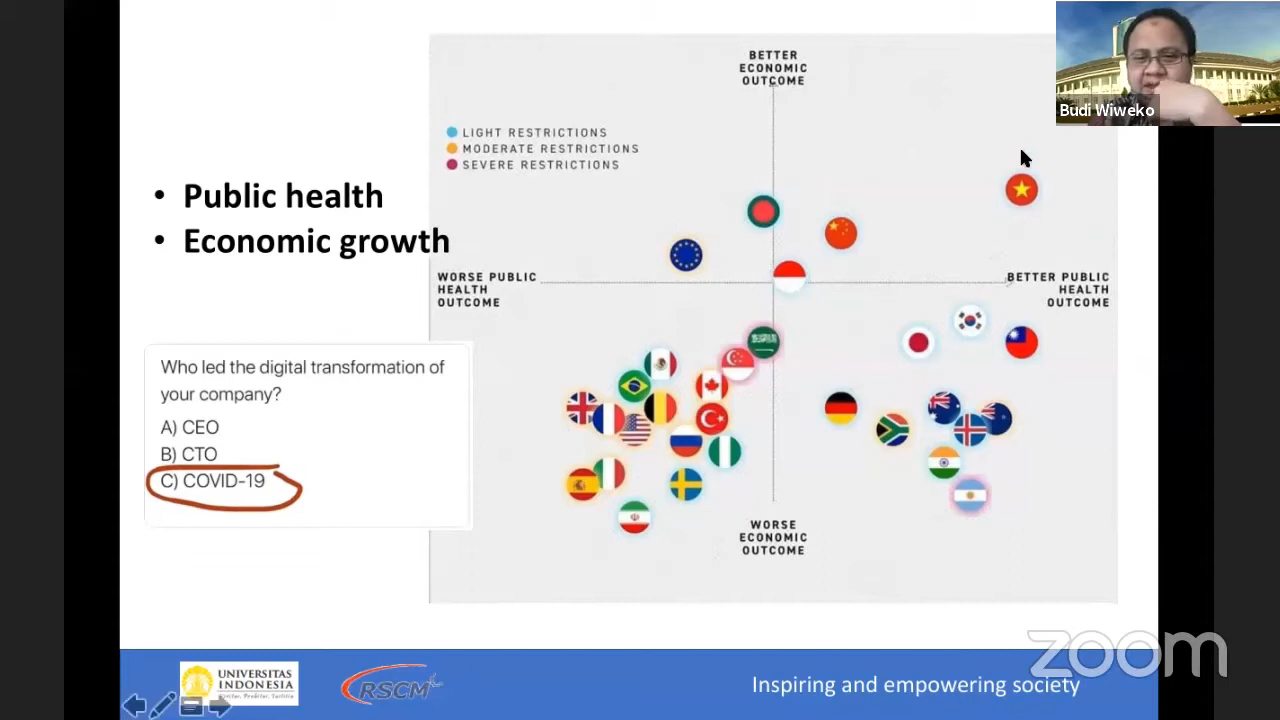 BETTER
ECONOMIC
OUTCOME
Budi Wiweko
LIGHT RESTRICTIONS
MODERATE RESTRICTIONS
SEVERE RESTRICTIONS
• Public health
• Economic growth
WORSE PUBLIC
HEALTH
OUTCOME
BETTER PUBLIC
HEALTH
OUTCOME
Who led the digital transformation of
your company?
A) CEO
B) CTO
C) COVID-19
WORSE
ECONOMIC
OUTCOME
zoom
UNIVERSITAS
INDONESIA
RSCM
Inspiring and empowering society